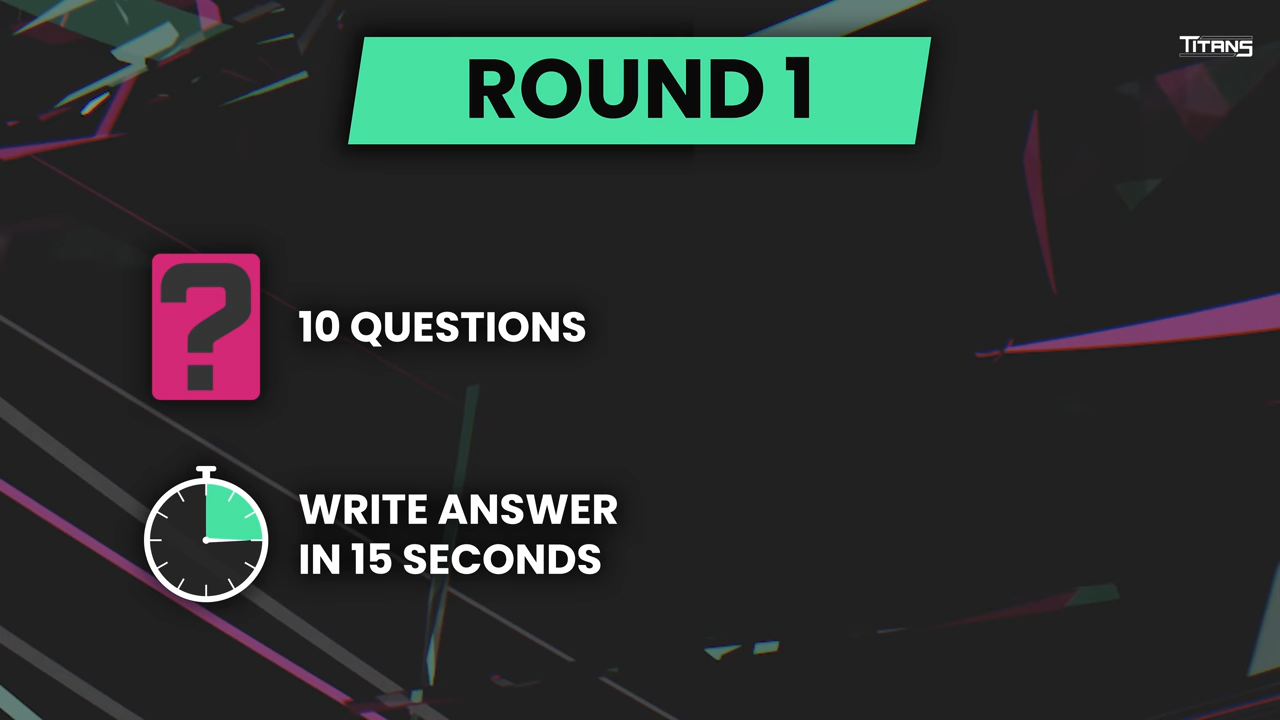 ROUND 1
TITANS
?
10 QUESTIONS
WRITE ANSWER
IN 15 SECONDS